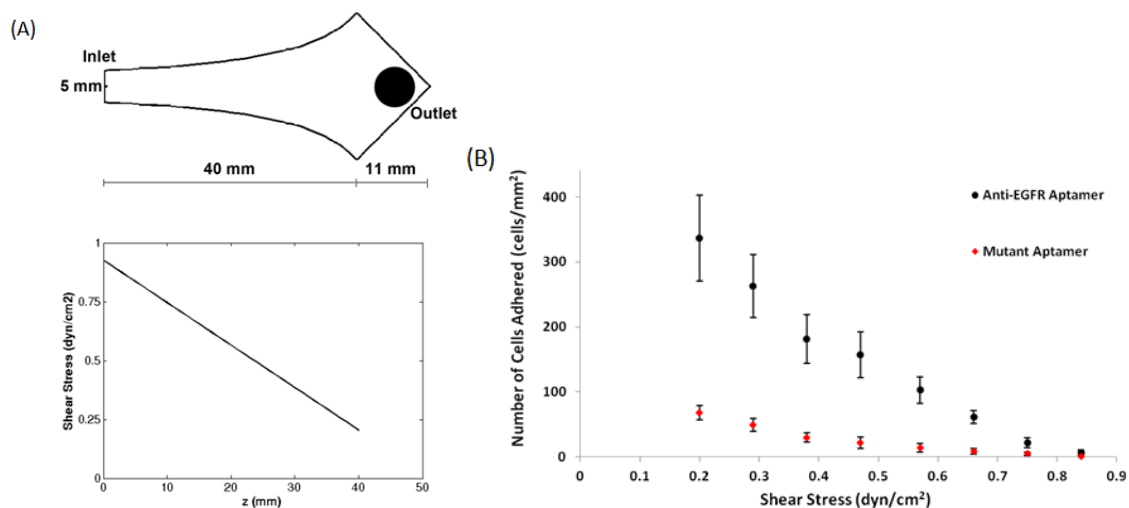 (A)
Inlet
5 mm
Outlet
40 mm
11 mm
1
0.75
0.5
0.25
0
Shear Stress (dyn/cm2)
0
10
20
30
40
50
z (mm)
(B)
400
300
200
100
0
Number of Cells Adhered (cells/mm²)
Anti-EGFR Aptamer
Mutant Aptamer
0
0.1
0.2
0.3
0.4
0.5
0.6
0.7
0.8
0.9
Shear Stress (dyn/cm²)